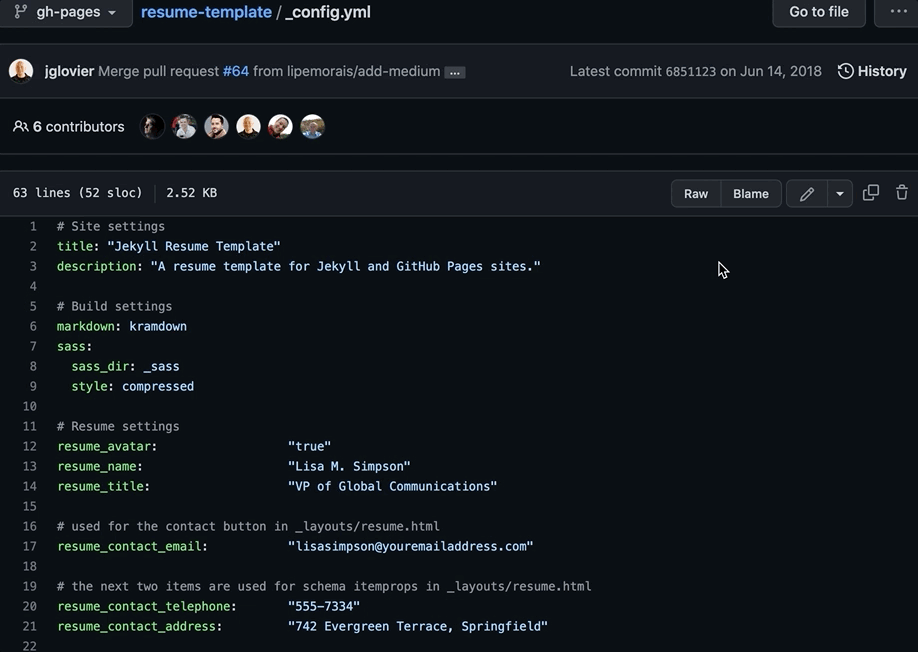 gh-pages resume-template / _config.yml Go to file ...
jglovier Merge pull request #64 from lipemorais/add-medium ... Latest commit 6851123 on Jun 14, 2018 History
6 contributors
63 lines (52 sloc) 2.52 KB Raw Blame
1 # Site settings
2 title: "Jekyll Resume Template"
3 description: "A resume template for Jekyll and GitHub Pages sites."
4
5 # Build settings
6 markdown: kramdown
7 sass:
8   sass_dir: _sass
9   style: compressed
10
11 # Resume settings
12 resume_avatar: "true"
13 resume_name: "Lisa M. Simpson"
14 resume_title: "VP of Global Communications"
15
16 # used for the contact button in _layouts/resume.html
17 resume_contact_email: "lisasimpson@youremailaddress.com"
18
19 # the next two items are used for schema itemprops in _layouts/resume.html
20 resume_contact_telephone: "555-7334"
21 resume_contact_address: "742 Evergreen Terrace, Springfield"
22